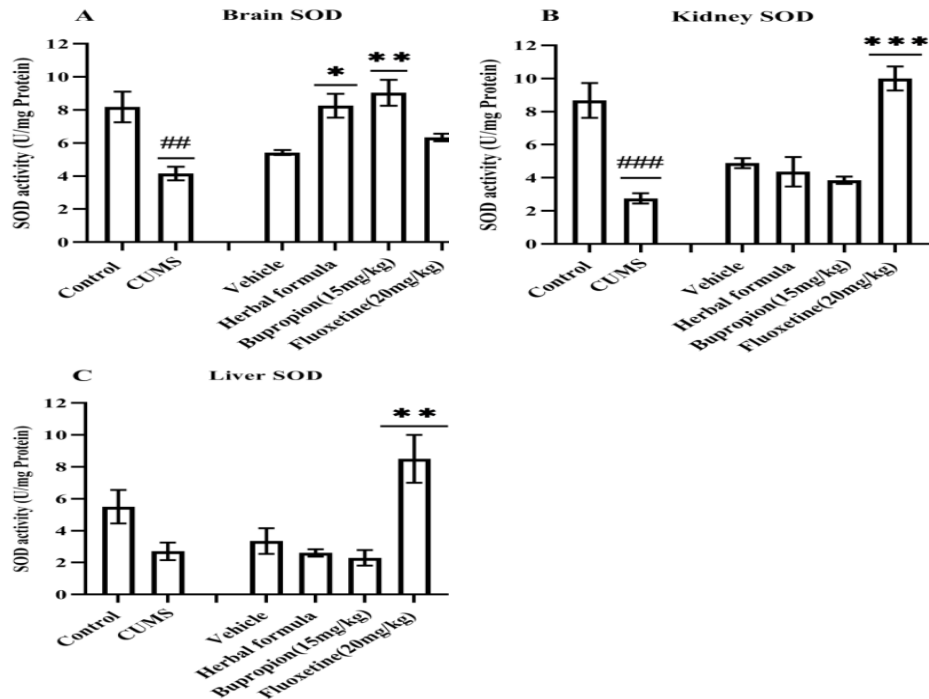 A
Brain SOD
SOD activity (U/mg Protein)
12
10
8
6
4
2
0
##
*
**
Control
CUMS
Vehicle
Herbal formula
Bupropion(15mg/kg)
Fluoxetine(20mg/kg)
B
Kidney SOD
SOD activity (U/mg Protein)
12
10
8
6
4
2
0
###
***
Control
CUMS
Vehicle
Herbal formula
Bupropion(15mg/kg)
Fluoxetine(20mg/kg)
C
Liver SOD
SOD activity (U/mg Protein)
12
10
8
6
4
2
0
**
Control
CUMS
Vehicle
Herbal formula
Bupropion(15mg/kg)
Fluoxetine(20mg/kg)